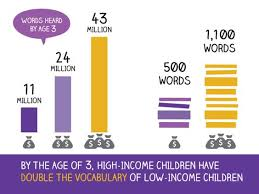 WORDS HEARD
BY AGE 3
43
MILLION
24
MILLION
11
MILLION
1,100
WORDS
500
WORDS
$ $ $ $ $ $ $ $ $
BY THE AGE OF 3, HIGH-INCOME CHILDREN HAVE
DOUBLE THE VOCABULARY OF LOW-INCOME CHILDREN